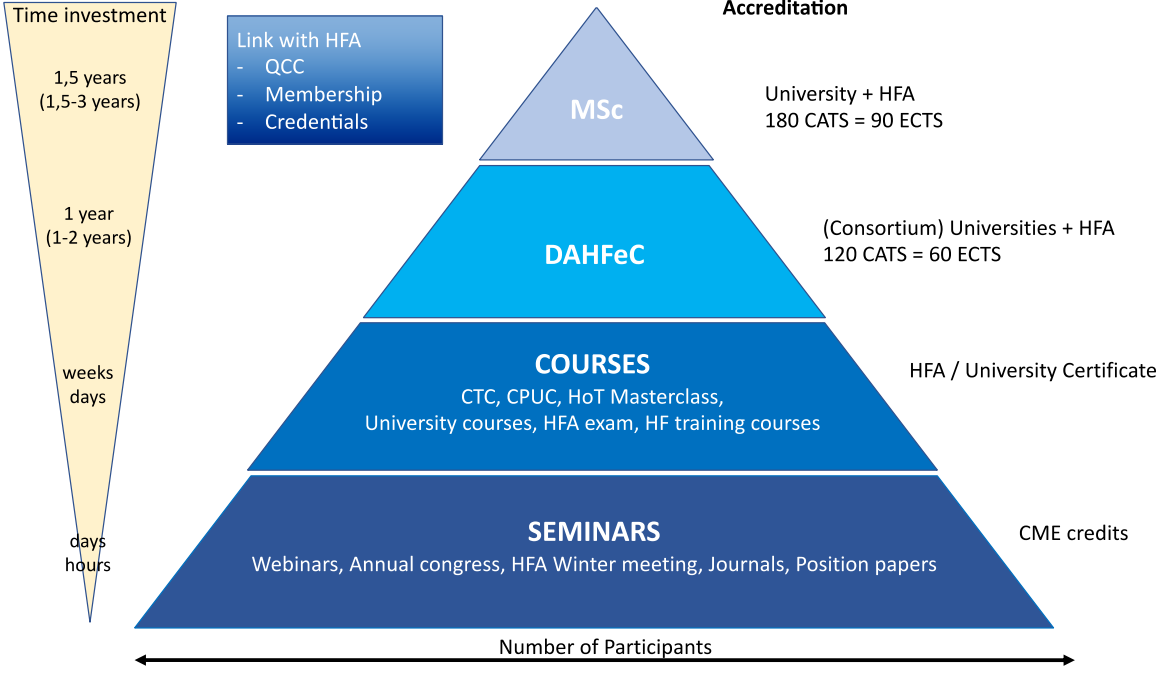 Time investment
1,5 years
(1,5-3 years)
1 year
(1-2 years)
weeks
days
days
hours
Link with HFA
- QCC
- Membership
- Credentials
MSc
DAHFeC
COURSES
CTC, CPUC, HoT Masterclass,
University courses, HFA exam, HF training courses
SEMINARS
Webinars, Annual congress, HFA Winter meeting, Journals, Position papers
Accreditation
University + HFA
180 CATS = 90 ECTS
(Consortium) Universities + HFA
120 CATS = 60 ECTS
HFA / University Certificate
CME credits
Number of Participants